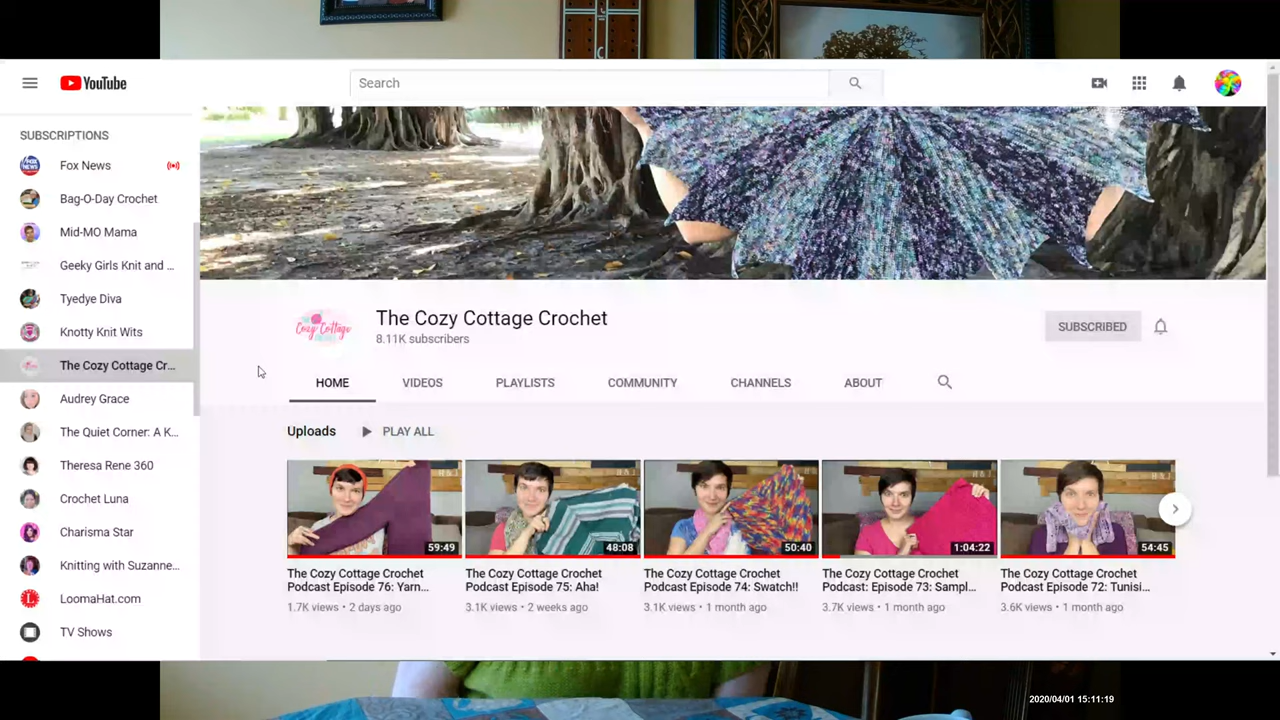 YouTube
Search
SUBSCRIPTIONS
Fox News
Bag-O-Day Crochet
Mid-MO Mama
Geeky Girls Knit and ...
Tyedye Diva
Knotty Knit Wits
The Cozy Cottage Cr...
Audrey Grace
The Quiet Corner: A K...
Theresa Rene 360
Crochet Luna
Charisma Star
Knitting with Suzanne...
LoomaHat.com
TV Shows
Cozy Cottage
The Cozy Cottage Crochet
8.11K subscribers
SUBSCRIBED
HOME VIDEOS PLAYLISTS COMMUNITY CHANNELS ABOUT
Uploads PLAY ALL
59:49 48:08 50:40 1:04:22 54:45
The Cozy Cottage Crochet
Podcast Episode 76: Yarn...
1.7K views • 2 days ago
The Cozy Cottage Crochet
Podcast Episode 75: Aha!
3.1K views • 2 weeks ago
The Cozy Cottage Crochet
Podcast Episode 74: Swatch!!
3.1K views • 1 month ago
The Cozy Cottage Crochet
Podcast: Episode 73: Sampl...
3.7K views • 1 month ago
The Cozy Cottage Crochet
Podcast Episode 72: Tunisi...
3.6K views • 1 month ago
2020/04/01 15:11:19